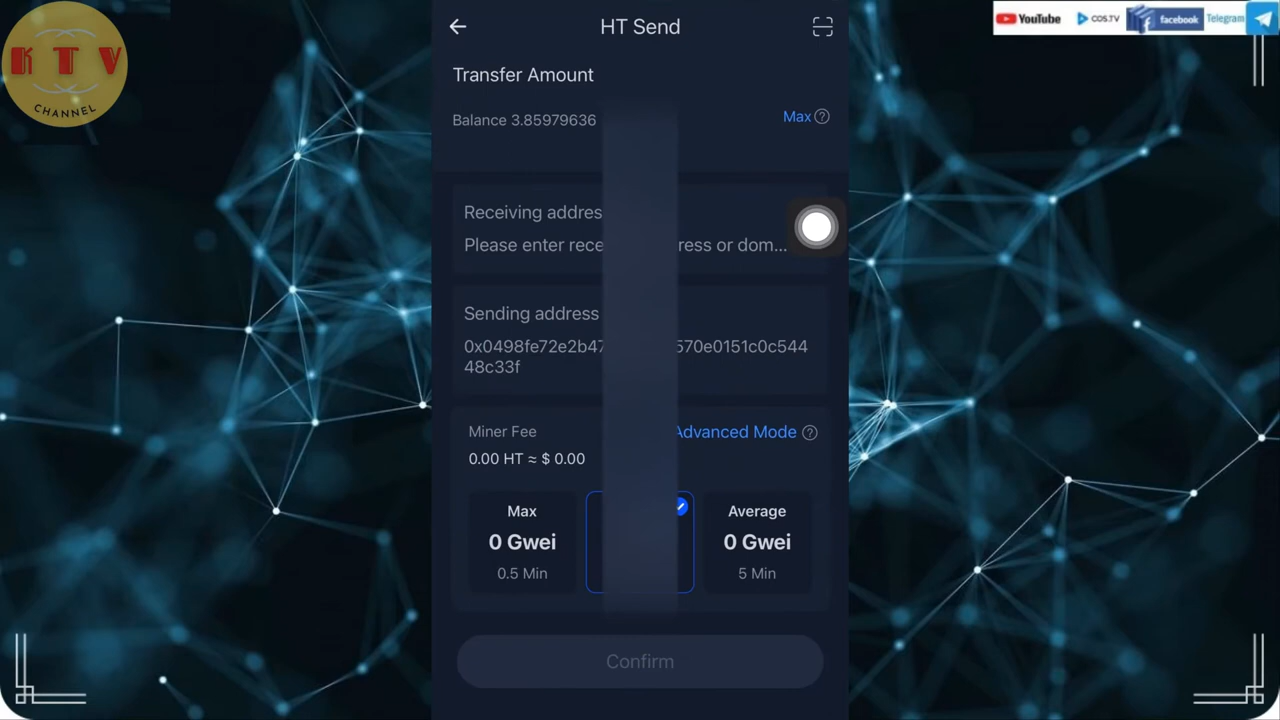 KTV
CHANNEL
YouTube
COS.TV
facebook
Telegram
HT Send
Transfer Amount
Balance 3.85979636
Max
Receiving addres
Please enter rece ress or dom...
Sending address
0x0498fe72e2b47 570e0151c0c544
48c33f
Miner Fee
Advanced Mode
0.00 HT ≈ $ 0.00
Max
Average
0 Gwei
0 Gwei
0.5 Min
5 Min
Confirm